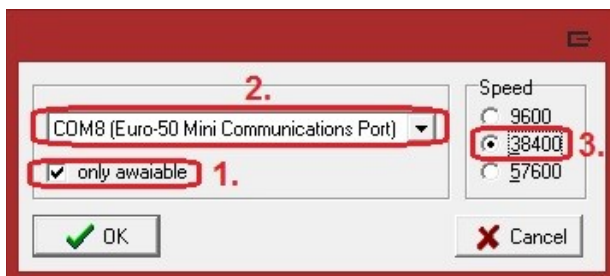 2.
COM8 (Euro-50 Mini Communications Port)
only awaiable 1.
Speed
9600
38400 3.
57600
OK
Cancel